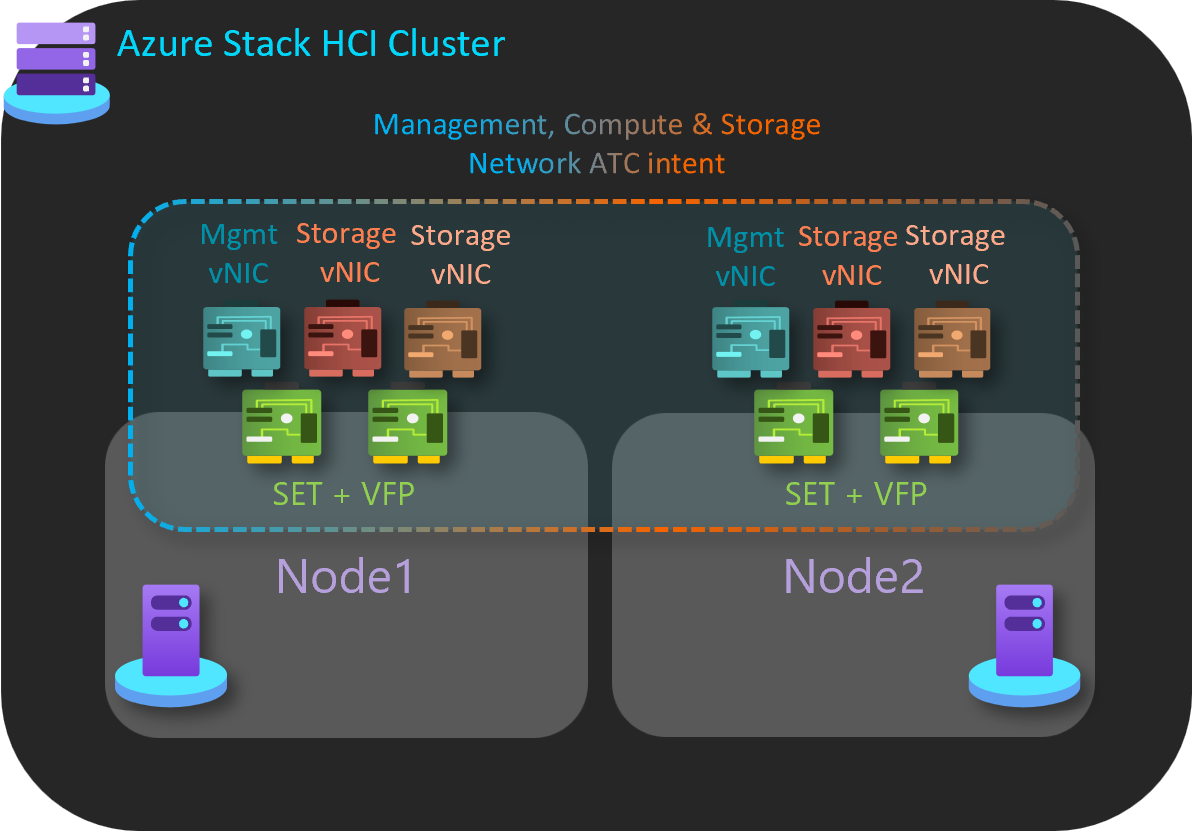 Azure Stack HCI Cluster
Management, Compute & Storage
Network ATC intent
Mgmt
vNIC
Storage
vNIC
Storage
vNIC
Mgmt
vNIC
Storage
vNIC
Storage
vNIC
SET + VFP
SET + VFP
Node1
Node2